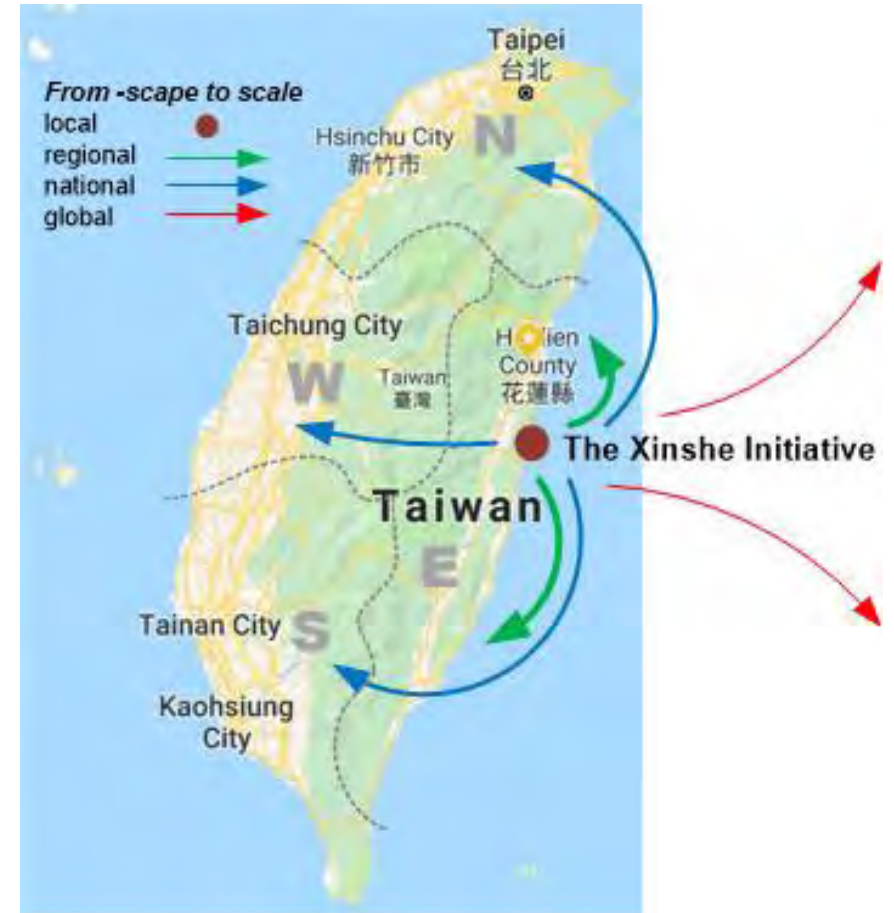 From -scape to scale
local
regional
national
global
Taipei
台北
Hsinchu City
新竹市
N
Taichung City
W
Taiwan
臺灣
County
花蓮縣
The Xinshe Initiative
Taiwan
E
Tainan City
S
Kaohsiung
City